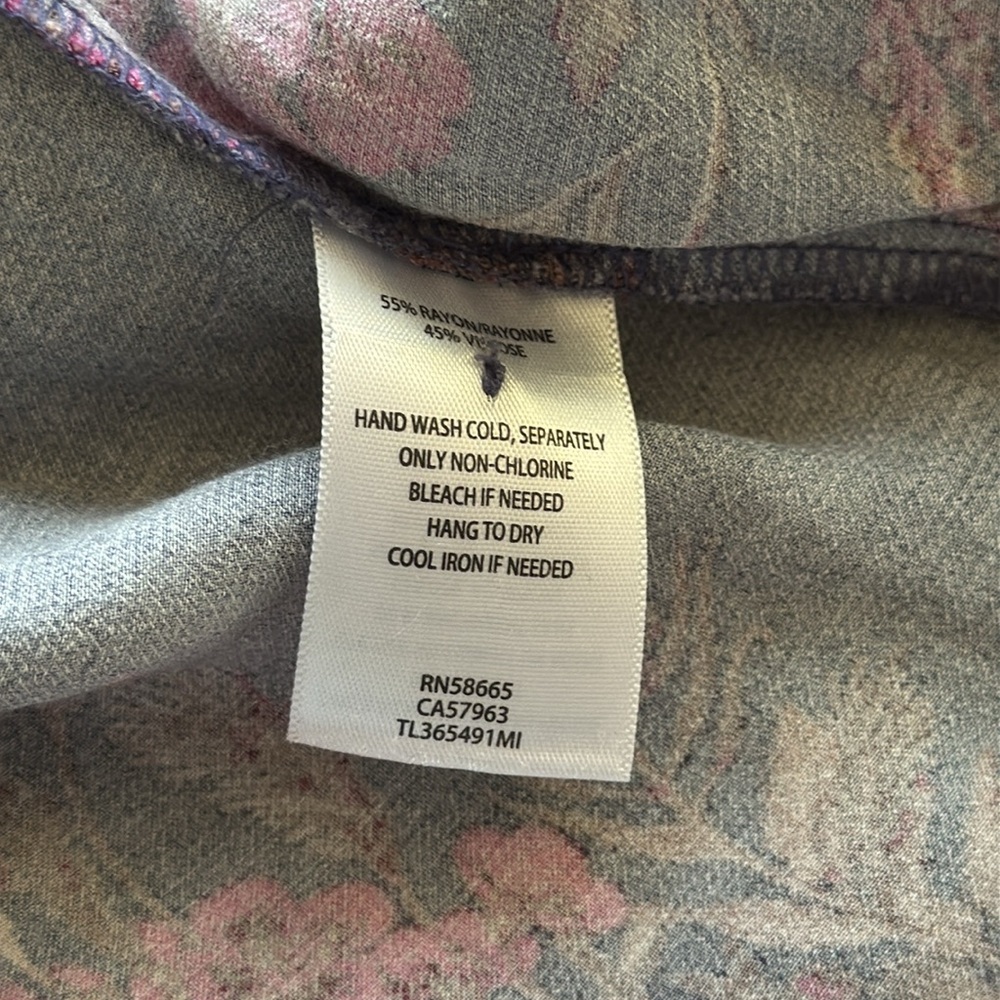 55% RAYON/RAYONNE
45% VISCOSE
HAND WASH COLD, SEPARATELY
ONLY NON-CHLORINE
BLEACH IF NEEDED
HANG TO DRY
COOL IRON IF NEEDED
RN58665
CA57963
TL365491MI